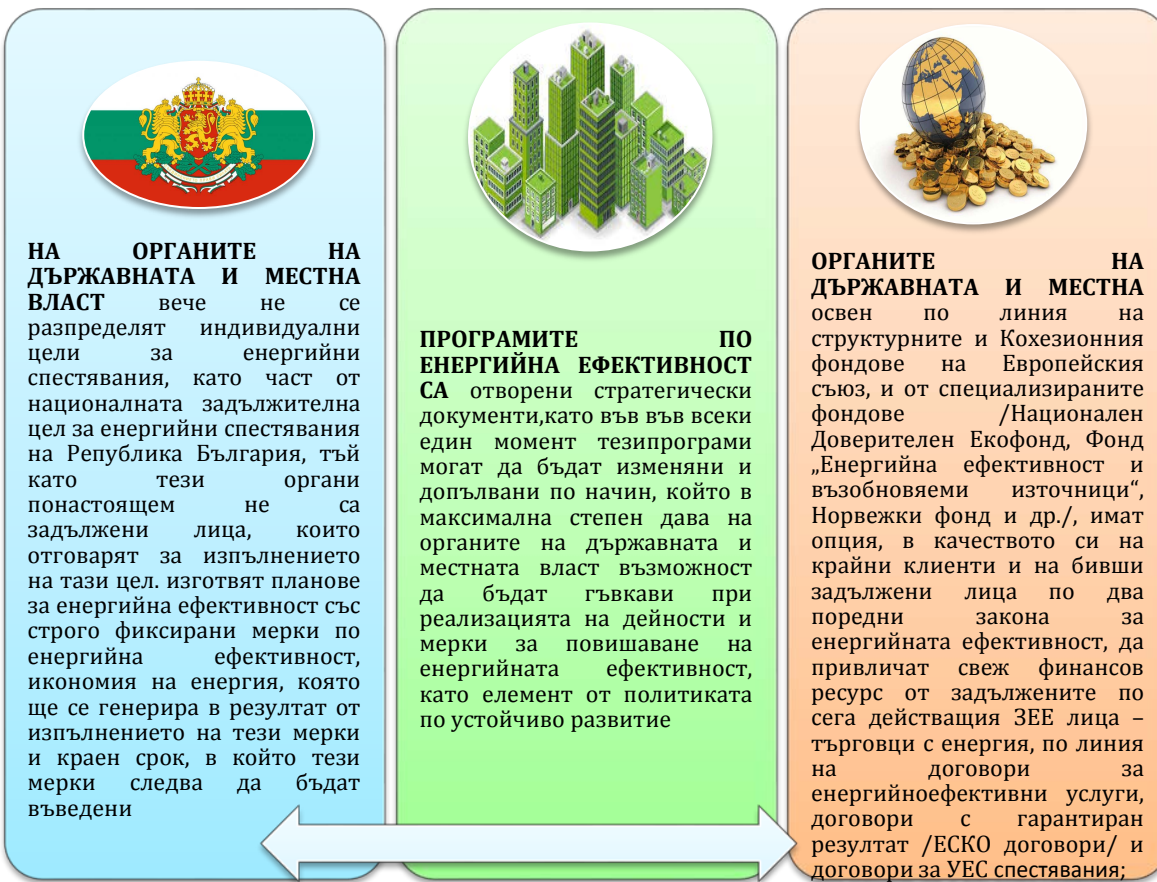 НА ОРГАНИТЕ НА
ДЪРЖАВНАТА И МЕСТНА
ВЛАСТ вече не се
разпределят индивидуални
цели за енергийни
спестявания, като част от
националната задължителна
цел за енергийни спестявания
на Република България, тъй
като тези органи
понастоящем не са
задължени лица, които
отговарят за изпълнението
на тази цел. изготвят планове
за енергийна ефективност със
строго фиксирани мерки по
енергийна ефективност,
икономия на енергия, която
ще се генерира в резултат от
изпълнението на тези мерки
и краен срок, в който тези
мерки следва да бъдат
въведени
ПРОГРАМИТЕ ПО
ЕНЕРГИЙНА ЕФЕКТИВНОСТ
СА отворени стратегически
документи,като във във всеки
един момент тезипрограми
могат да бъдат изменяни и
допълвани по начин, който в
максимална степен дава на
органите на държавната и
местната власт възможност
да бъдат гъвкави при
реализацията на дейности и
мерки за повишаване на
енергийната ефективност,
като елемент от политиката
по устойчиво развитие
ОРГАНИТЕ НА
ДЪРЖАВНАТА И МЕСТНА
освен по линия на
структурните и Кохезионния
фондове на Европейския
съюз, и от специализираните
фондове /Национален
Доверителен Екофонд, Фонд
„Енергийна ефективност и
възобновяеми източници“,
Норвежки фонд и др./, имат
опция, в качеството си на
крайни клиенти и на бивши
задължени лица по два
поредни закона за
енергийната ефективност, да
привличат свеж финансов
ресурс от задължените по
сега действащия ЗЕЕ лица –
търговци с енергия, по линия
на договори за
енергийноефективни услуги,
договори с гарантиран
резултат /ЕСКО договори/ и
договори за УЕС спестявания;